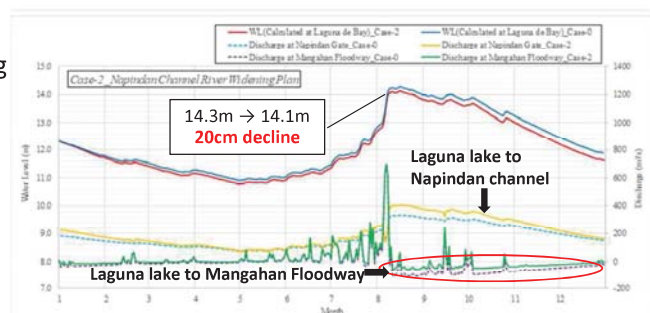 WL(Calculated at Laguna de Bay)_Case-2
WL(Calculated at Laguna de Bay)_Case-0
Discharge at Napindan Gate_Case-0
Discharge at Napindan Gate_Case-2
Discharge at Mangahan Floodway_Case-0
Discharge at Mangahan Floodway_Case-2
g
Case-2_Napindan Channel River Widening Plan
14.3m → 14.1m
20cm decline
Laguna lake to
Napindan channel
Laguna lake to Mangahan Floodway
Water Level (m)
15.0
14.0
13.0
12.0
11.0
10.0
9.0
8.0
7.0
1400
1200
1000
800
600
400
200
0
-200
Discharge (m³/s)
1 2 3 4 5 6 7 8 9 10 11 12
Month